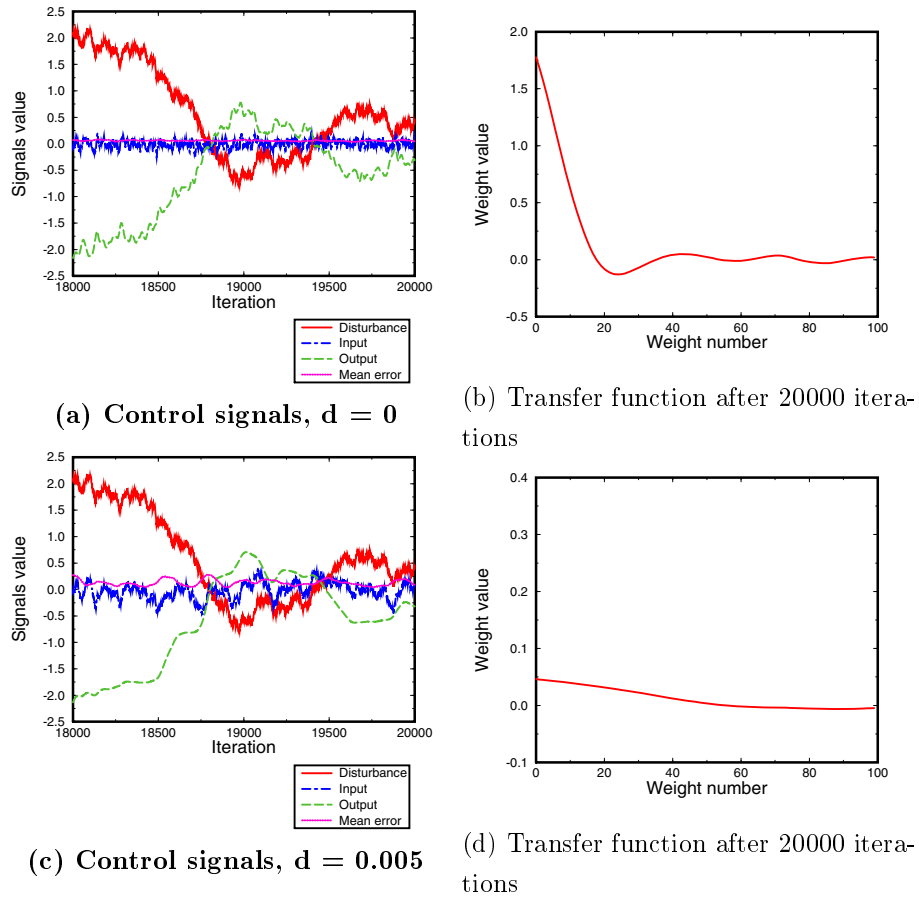 2.5
2.0
1.5
1.0
0.5
0.0
-0.5
-1.0
-1.5
-2.0
-2.5
Signals value
18000 18500 19000 19500 20000
Iteration
Disturbance
Input
Output
Mean error
(a) Control signals, d = 0
2.0
1.5
1.0
0.5
0.0
-0.5
Weight value
0 20 40 60 80 100
Weight number
(b) Transfer function after 20000 itera-
tions
2.5
2.0
1.5
1.0
0.5
0.0
-0.5
-1.0
-1.5
-2.0
-2.5
Signals value
18000 18500 19000 19500 20000
Iteration
Disturbance
Input
Output
Mean error
(c) Control signals, d = 0.005
0.4
0.3
0.2
0.1
0.0
-0.1
Weight value
0 20 40 60 80 100
Weight number
(d) Transfer function after 20000 itera-
tions